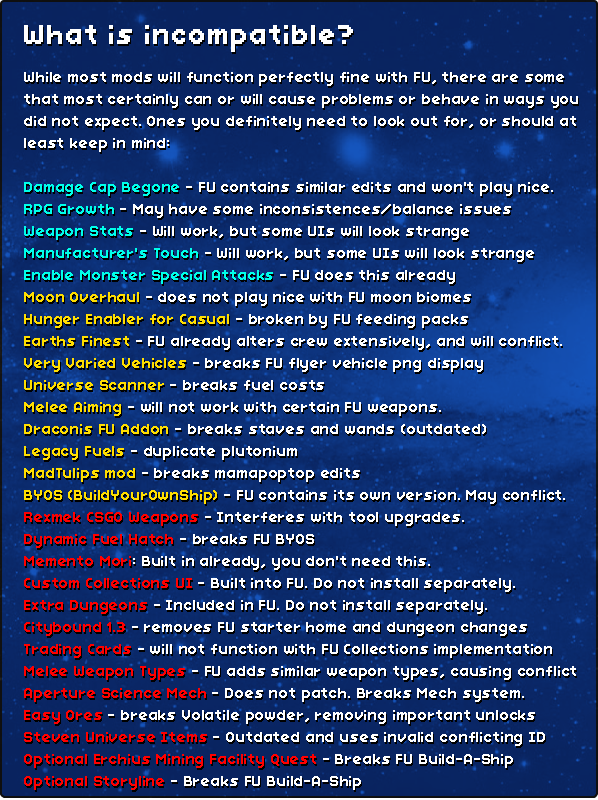 What is incompatible?
While most mods will function perfectly fine with FU, there are some
that most certainly can or will cause problems or behave in ways you
did not expect. Ones you definitely need to look out for, or should at
least keep in mind:
Damage Cap Begone - FU contains similar edits and won't play nice.
RPG Growth - May have some inconsistences/balance issues
Weapon Stats - Will work, but some UIs will look strange
Manufacturer's Touch - Will work, but some UIs will look strange
Enable Monster Special Attacks - FU does this already
Moon Overhaul - does not play nice with FU moon biomes
Hunger Enabler for Casual - broken by FU feeding packs
Earths Finest - FU already alters crew extensively, and will conflict.
Very Varied Vehicles - breaks FU flyer vehicle png display
Universe Scanner - breaks fuel costs
Melee Aiming - will not work with certain FU weapons.
Draconis FU Addon - breaks staves and wands (outdated)
Legacy Fuels - duplicate plutonium
MadTulips mod - breaks mamapoptop edits
BYOS (BuildYourOwnShip) - FU contains its own version. May conflict.
Rexmek CSGO Weapons - Interferes with tool upgrades.
Dynamic Fuel Hatch - breaks FU BYOS
Memento Mori: Built in already, you don't need this.
Custom Collections UI - Built into FU. Do not install separately.
Extra Dungeons - Included in FU. Do not install separately.
Citybound 1.3 - removes FU starter home and dungeon changes
Trading Cards - will not function with FU Collections implementation
Melee Weapon Types - FU adds similar weapon types, causing conflict
Aperture Science Mech - Does not patch. Breaks Mech system.
Easy Ores - breaks Volatile powder, removing important unlocks
Steven Universe Items - Outdated and uses invalid conflicting ID
Optional Erchius Mining Facility Quest - Breaks FU Build-A-Ship
Optional Storyline - Breaks FU Build-A-Ship